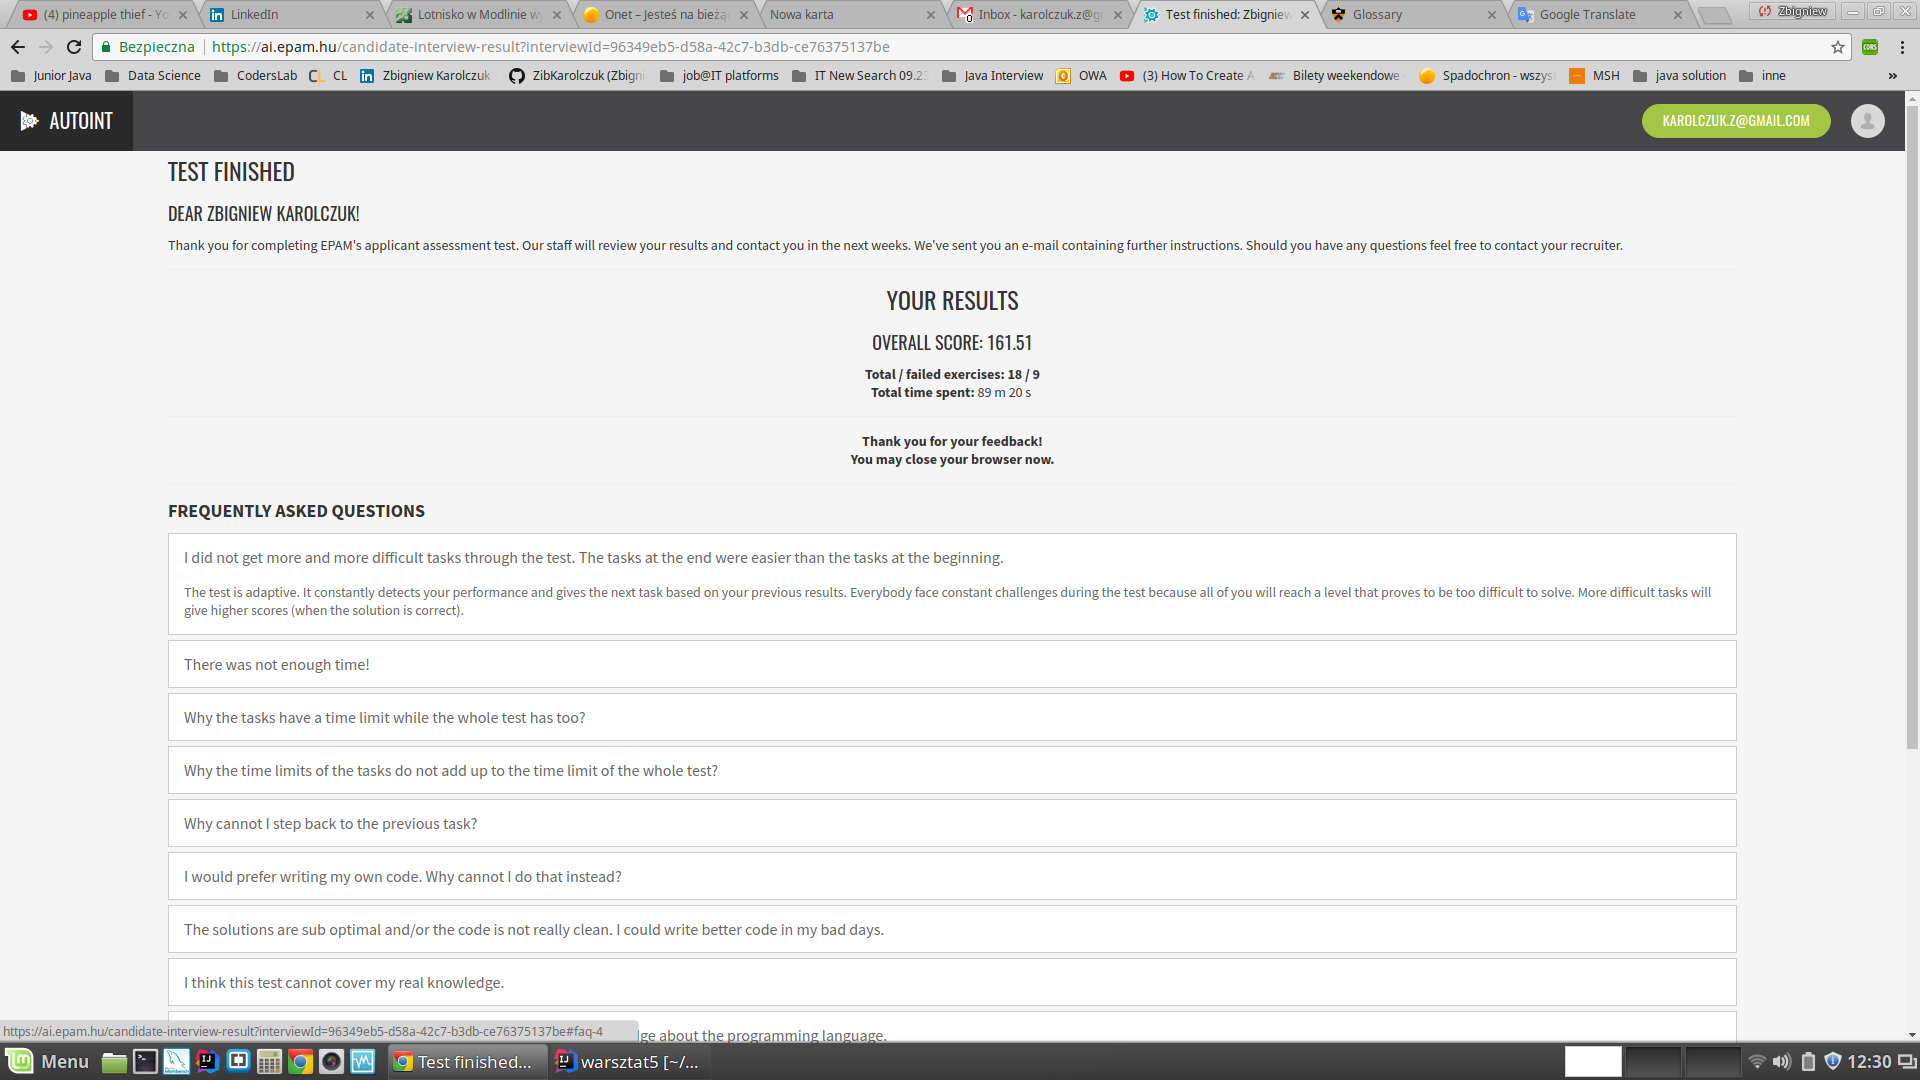 (4) pineapple thief - Yo
LinkedIn
Lotnisko w Modlinie w
Onet – Jesteś na bieżą
Nowa karta
Inbox - karolczuk.z@g
Test finished: Zbigniew
Glossary
Google Translate
Zbigniew
Bezpieczna
https://ai.epam.hu/candidate-interview-result?interviewId=96349eb5-d58a-42c7-b3db-ce76375137be
CORS
Junior Java
Data Science
CodersLab
CL
Zbigniew Karolczuk
ZibKarolczuk (Zbign
job@IT platforms
IT New Search 09.23
Java Interview
OWA
(3) How To Create A
Bilety weekendowe
Spadochron - wszys
MSH
java solution
inne
»
AUTOINT
KAROLCZUK.Z@GMAIL.COM
TEST FINISHED
DEAR ZBIGNIEW KAROLCZUK!
Thank you for completing EPAM's applicant assessment test. Our staff will review your results and contact you in the next weeks. We've sent you an e-mail containing further instructions. Should you have any questions feel free to contact your recruiter.
YOUR RESULTS
OVERALL SCORE: 161.51
Total / failed exercises: 18 / 9
Total time spent: 89 m 20 s
Thank you for your feedback!
You may close your browser now.
FREQUENTLY ASKED QUESTIONS
I did not get more and more difficult tasks through the test. The tasks at the end were easier than the tasks at the beginning.
The test is adaptive. It constantly detects your performance and gives the next task based on your previous results. Everybody face constant challenges during the test because all of you will reach a level that proves to be too difficult to solve. More difficult tasks will
give higher scores (when the solution is correct).
There was not enough time!
Why the tasks have a time limit while the whole test has too?
Why the time limits of the tasks do not add up to the time limit of the whole test?
Why cannot I step back to the previous task?
I would prefer writing my own code. Why cannot I do that instead?
The solutions are sub optimal and/or the code is not really clean. I could write better code in my bad days.
I think this test cannot cover my real knowledge.
https://ai.epam.hu/candidate-interview-result?interviewId=96349eb5-d58a-42c7-b3db-ce76375137be#faq-4
ge about the programming language.
Menu
Test finished...
warsztat5 [~/...
12:30